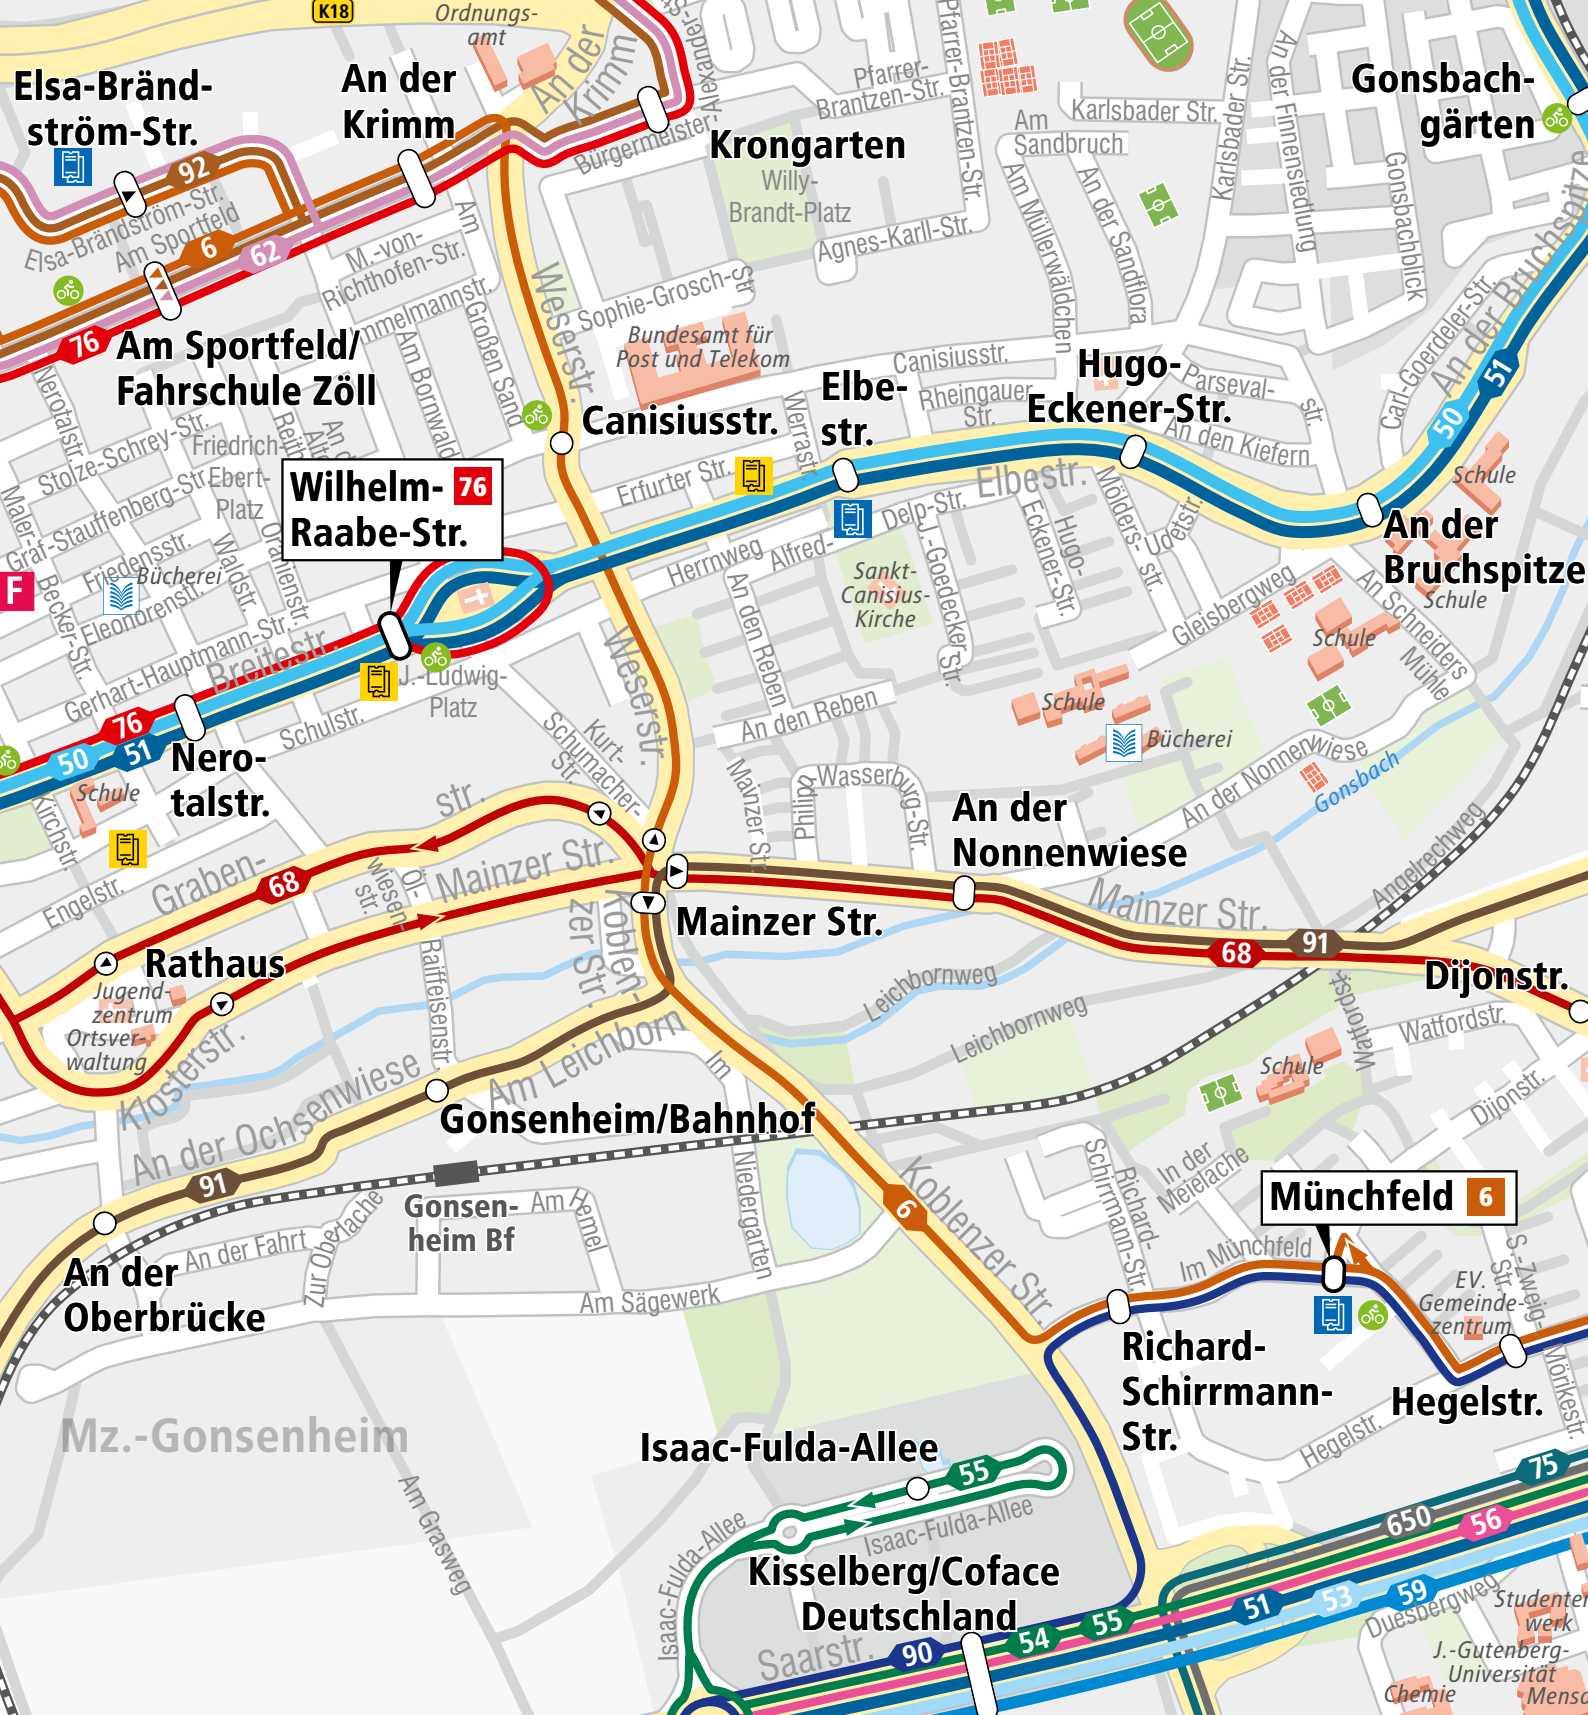 K18
Ordnungs-
amt
An der
Krimm
Elsa-Bränd-
ström-Str.
An der
Krimm
92
Elsa-Brändström-Str.
Am Sportfeld
6
62
76
Am Sportfeld/
Fahrschule Zöll
Krongarten
Bürgermeister-
Willy-
Brandt-Platz
Pfarrer-
Brantzen-Str.
Pfarrer-Brantzen-Str.
Agnes-Karll-Str.
Sophie-Grosch-Str
Am
Sandbruch
Am Müllerwäldchen
An der Sandflora
Karlsbader Str.
Karlsbader Str.
An der Finnensiedlung
Gonsbachblick
Gonsbach-
gärten
An der Bruchspitze
Carl-Goerdeler-Str.
51
50
M.-von-
Richthofen-Str.
Am
Großen Sand
Am Bornwald
Weserstr.
Bundesamt für
Post und Telekom
Canisiusstr.
Canisiusstr.
Rheingauer
Str.
Werrastr.
Elbe-
str.
Hugo-
Eckener-Str.
Parseval-
str.
An den Kiefern
Elbestr.
Erfurter Str.
Nerotalstr.
Stolze-Schrey-Str.
Graf-Stauffenberg-Str.
Friedrich-
Ebert-
Platz
Friedensstr.
Bücherei
Eleonorenstr.
Waldstr.
Gerhart-Hauptmann-Str.
Becker-Str.
F
Wilhelm-
Raabe-Str.
76
Breitestr.
J.-Ludwig-
Platz
Schulstr.
76
50
51
Nero-
talstr.
Schule
Kirchstr.
Engelstr.
Herrnweg
Alfred-
Delp-Str.
J.-Goedecker Str.
Sankt-
Canisius-
Kirche
Hugo-
Eckener-Str.
Mölders- str.
Udetstr.
Gleisbergweg
An der
Bruchspitze
Schule
Schule
Schule
An Schneiders
Mühle
Schule
Bücherei
An den Reben
An den Reben
An der Nonnenwiese
Gonsbach
Angelrechweg
Weserstr.
Kurt-
Schumacher-
Str.
Mainzer Str.
Philipp-
Wasserburg-Str.
An der
Nonnenwiese
Mainzer Str.
68
91
Dijonstr.
Graben-
str.
68
Öl-
wiesen-
str.
Mainzer Str.
Mainzer Str.
Koblen-
zer Str.
Rathaus
Jugend-
zentrum
Ortsver-
waltung
Klosterstr.
Raiffeisenstr.
An der Ochsenwiese
Am Leichborn
Leichbornweg
Leichbornweg
Watfordstr.
Watfordstr.
Dijonstr.
Schule
Gonsenheim/Bahnhof
91
Gonsen-
heim Bf
An der
Oberbrücke
An der Fahrt
Zur Oberlache
Am Hemel
Im
Niedergarten
Am Sägewerk
6
Koblenzer Str.
Richard-
Schirrmann-Str.
In der
Meielache
Münchfeld
6
Im Münchfeld
EV.
Gemeinde-
zentrum
S.-Zweig-
Str.
Mörikestr.
Hegelstr.
Hegelstr.
Richard-
Schirrmann-
Str.
Mz.-Gonsenheim
Am Grasweg
Isaac-Fulda-Allee
55
Isaac-Fulda-Allee
Isaac-Fulda-Allee
Kisselberg/Coface
Deutschland
Saarstr.
90
54
55
75
650
56
51
53
59
Duesbergweg
Studenten
werk
J.-Gutenberg-
Universität
Chemie
Mensa